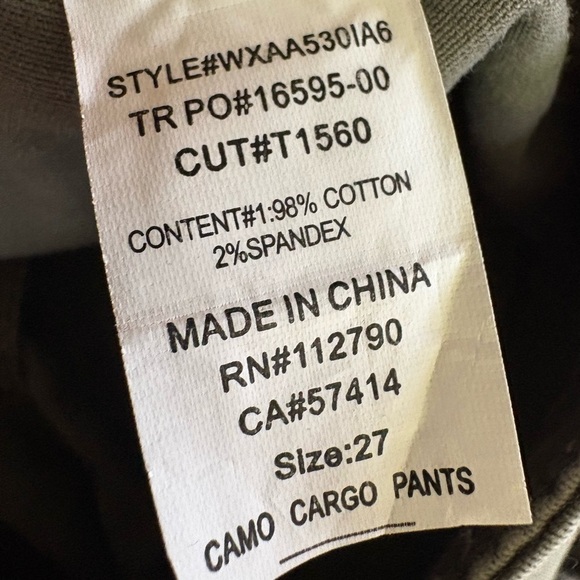 STYLE#WXAA530IA6
TR PO#16595-00
CUT#T1560
CONTENT#1:98% COTTON
2%SPANDEX
MADE IN CHINA
RN#112790
CA#57414
Size:27
CAMO CARGO PANTS